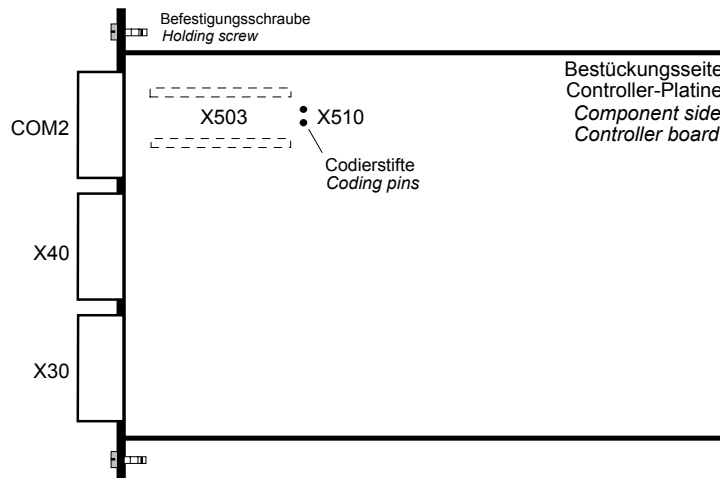 Befestigungsschraube
Holding screw
Bestückungsseite
Controller-Platine
Component side
Controller board
COM2
X503
X510
Codierstifte
Coding pins
X40
X30